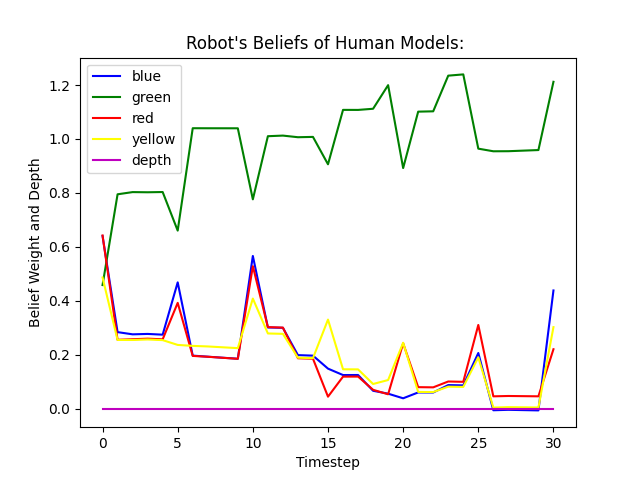 Robot's Beliefs of Human Models:
blue
green
red
yellow
depth
Belief Weight and Depth
1.2
1.0
0.8
0.6
0.4
0.2
0.0
0 5 10 15 20 25 30
Timestep